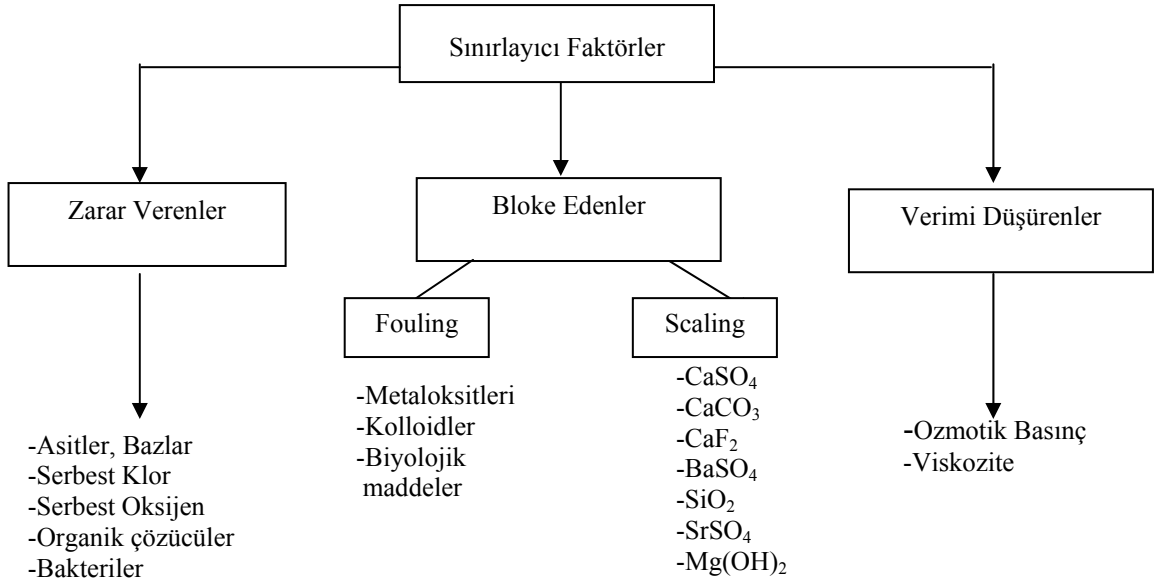 Sınırlayıcı Faktörler
Zarar Verenler
Bloke Edenler
Verimi Düşürenler
Fouling
Scaling
-Asitler, Bazlar
-Serbest Klor
-Serbest Oksijen
-Organik çözücüler
-Bakteriler
-Metaloksitleri
-Kolloidler
-Biyolojik
maddeler
-CaSO₄
-CaCO₃
-CaF₂
-BaSO₄
-SiO₂
-SrSO₄
-Mg(OH)₂
-Ozmotik Basınç
-Viskozite